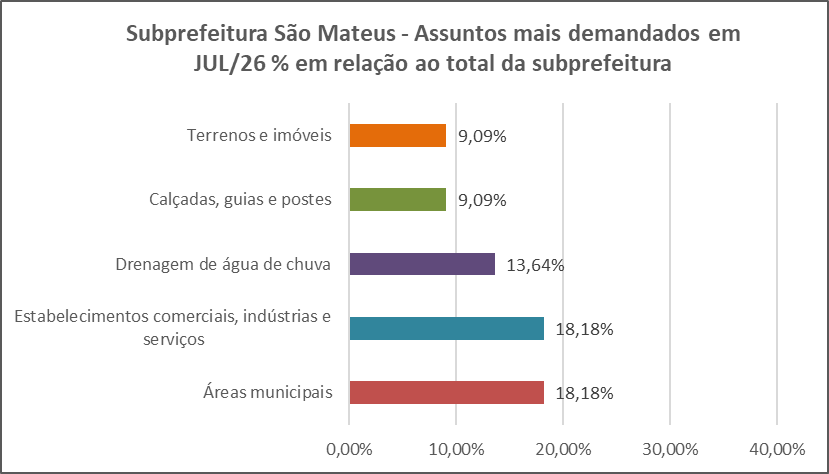 Subprefeitura São Mateus - Assuntos mais demandados em
JUL/26 % em relação ao total da subprefeitura
Terrenos e imóveis
9,09%
Calçadas, guias e postes
9,09%
Drenagem de água de chuva
13,64%
Estabelecimentos comerciais, indústrias e
serviços
18,18%
Áreas municipais
18,18%
0,00% 10,00% 20,00% 30,00% 40,00%